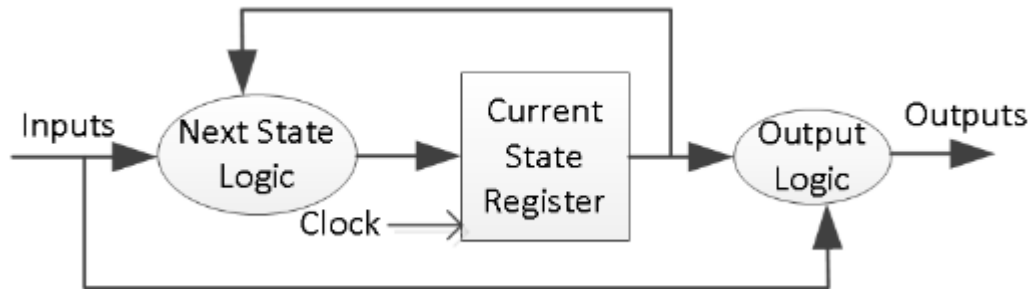 Inputs
Next State
Logic
Clock
Current
State
Register
Output
Logic
Outputs